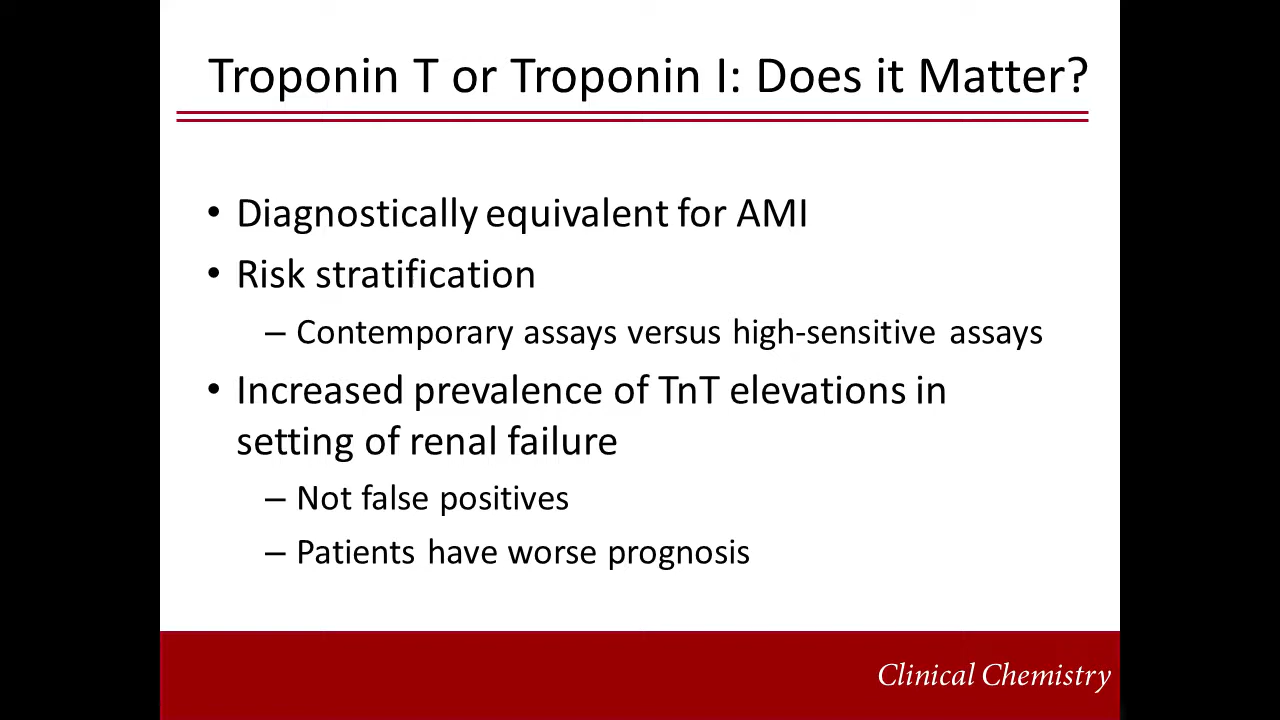 Troponin T or Troponin I: Does it Matter?
• Diagnostically equivalent for AMI
• Risk stratification
– Contemporary assays versus high-sensitive assays
• Increased prevalence of TnT elevations in
setting of renal failure
– Not false positives
– Patients have worse prognosis
Clinical Chemistry